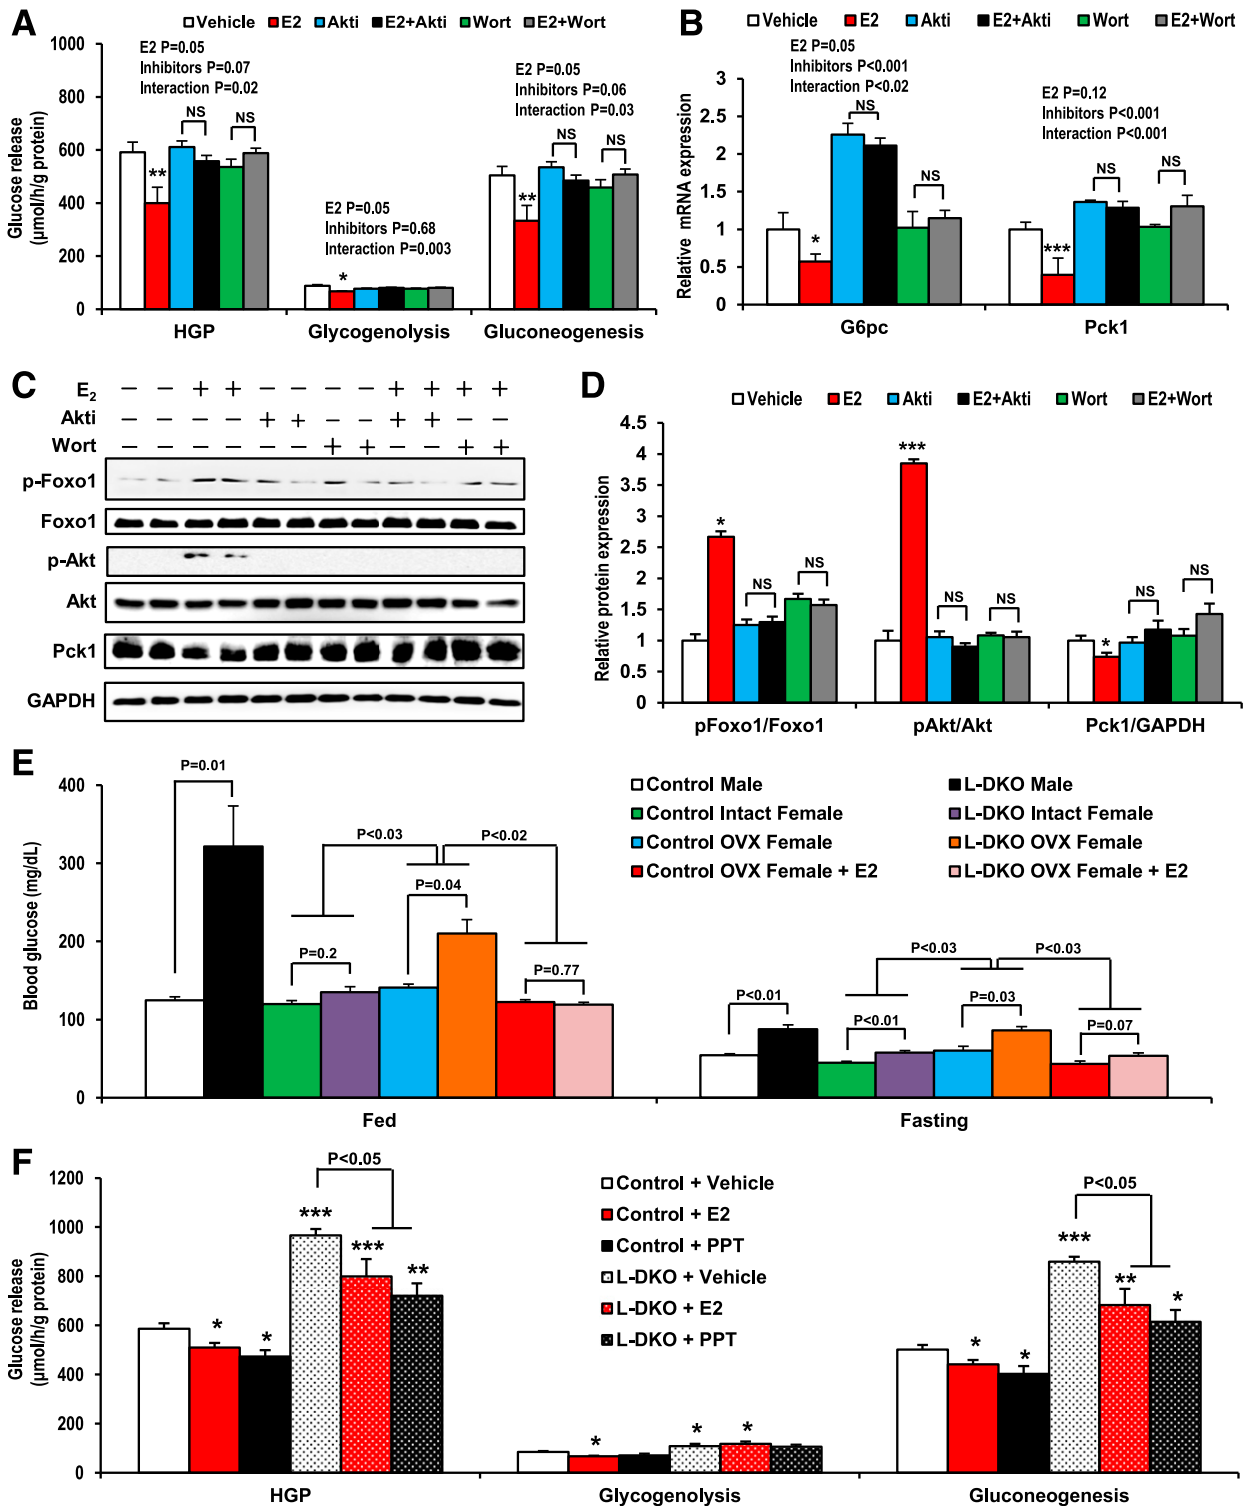 A
Vehicle E2 Akti E2+Akti Wort E2+Wort
1000
800
600
400
200
0
Glucose release
(µmol/h/g protein)
E2 P=0.05
Inhibitors P=0.07
Interaction P=0.02
NS NS
**
E2 P=0.05
Inhibitors P=0.68
Interaction P=0.003
*
E2 P=0.05
Inhibitors P=0.06
Interaction P=0.03
NS NS
**
HGP Glycogenolysis Gluconeogenesis
B
Vehicle E2 Akti E2+Akti Wort E2+Wort
3
2.5
2
1.5
1
0.5
0
Relative mRNA expression
E2 P=0.05
Inhibitors P<0.001
Interaction P<0.02
NS
NS
*
E2 P=0.12
Inhibitors P<0.001
Interaction P<0.001
NS NS
***
G6pc Pck1
C
E2 − − + + − − − − + + + +
Akti − − − − + + − − + + − −
Wort − − − − − − + + − − + +
p-Foxo1
Foxo1
p-Akt
Akt
Pck1
GAPDH
D
Vehicle E2 Akti E2+Akti Wort E2+Wort
4.5
4
3.5
3
2.5
2
1.5
1
0.5
0
Relative protein expression
*
NS
NS
***
NS NS
*
NS
NS
pFoxo1/Foxo1 pAkt/Akt Pck1/GAPDH
E
400
300
200
100
0
Blood glucose (mg/dL)
Control Male L-DKO Male
Control Intact Female L-DKO Intact Female
Control OVX Female L-DKO OVX Female
Control OVX Female + E2 L-DKO OVX Female + E2
P=0.01
P<0.03 P<0.02
P=0.04
P=0.2
P=0.77
P<0.03 P<0.03
P<0.01
P<0.01
P=0.03
P=0.07
Fed Fasting
F
1200
1000
800
600
400
200
0
Glucose release
(µmol/h/g protein)
Control + Vehicle
Control + E2
Control + PPT
L-DKO + Vehicle
L-DKO + E2
L-DKO + PPT
P<0.05
* * *** *** **
* * *
P<0.05
* * *** ** *
HGP Glycogenolysis Gluconeogenesis